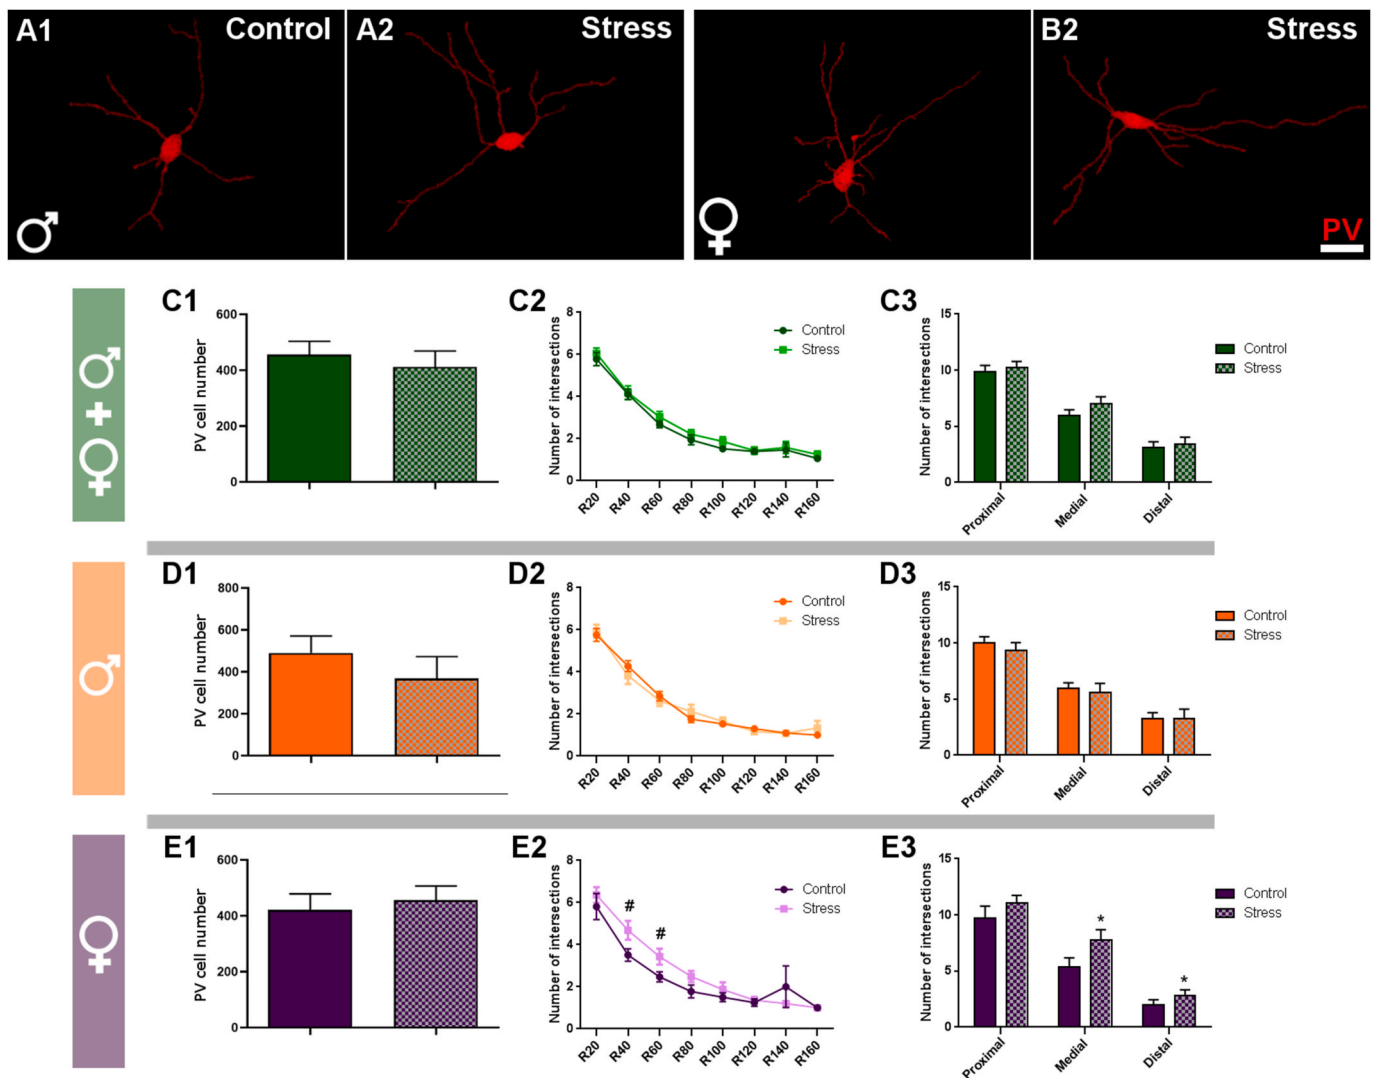 A1 Control A2 Stress B2 Stress
PV
C1 C2 C3
PV cell number
600
400
200
0
Number of intersections
8
6
4
2
0
R20 R40 R60 R80 R100 R120 R140 R160
Control
Stress
Number of intersections
15
10
5
0
Proximal Medial Distal
Control
Stress
D1 D2 D3
PV cell number
800
600
400
200
0
Number of intersections
8
6
4
2
0
R20 R40 R60 R80 R100 R120 R140 R160
Control
Stress
Number of intersections
15
10
5
0
Proximal Medial Distal
Control
Stress
E1 E2 E3
PV cell number
600
400
200
0
Number of intersections
8
6
4
2
0
# #
R20 R40 R60 R80 R100 R120 R140 R160
Control
Stress
Number of intersections
15
10
5
0
* *
Proximal Medial Distal
Control
Stress